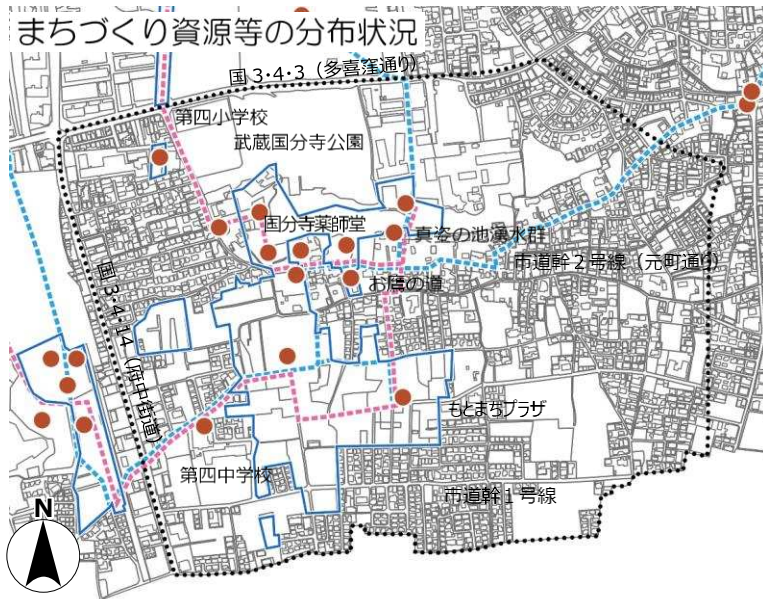 まちづくり資源等の分布状況
国3・4・3（多喜窪通り）
第四小学校
武蔵国分寺公園
国分寺薬師堂
真姿の池湧水群
市道幹２号線（元町通り）
お鷹の道
国3・4・14（府中街道）
もとまちプラザ
第四中学校
市道幹１号線
N